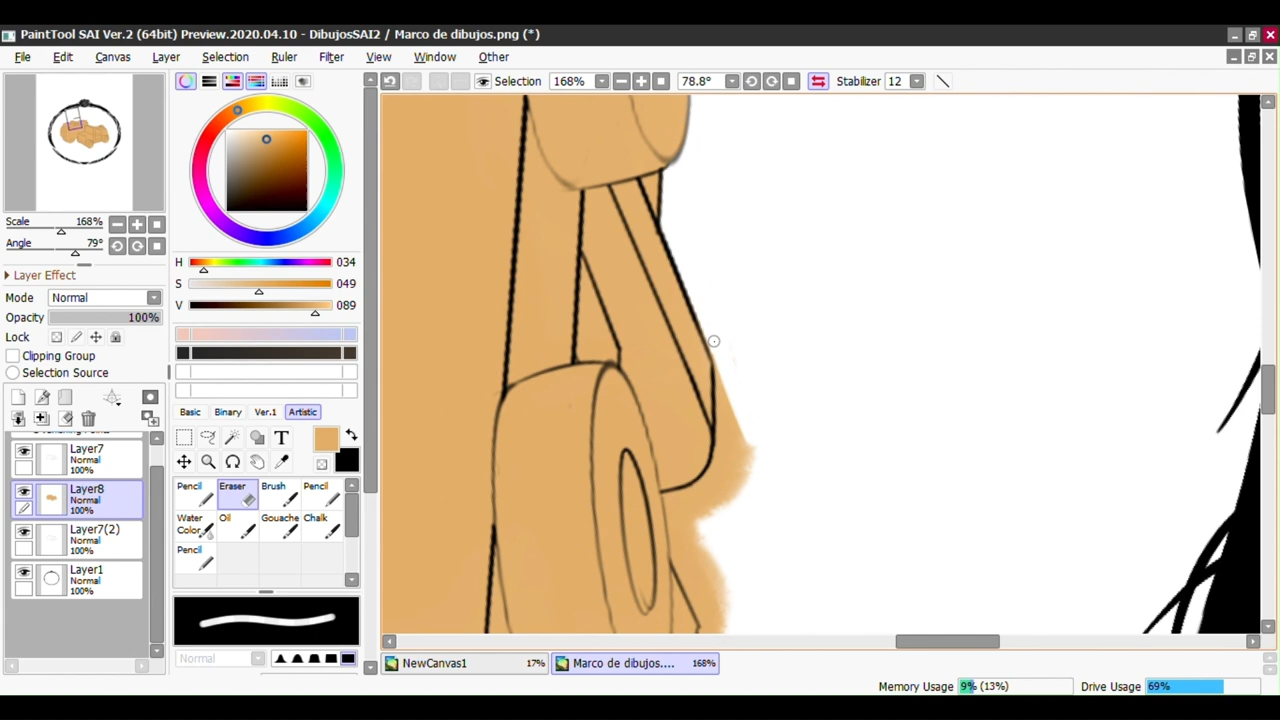 PaintTool SAI Ver.2 (64bit) Preview.2020.04.10 - DibujosSAI2 / Marco de dibujos.png (*)
File Edit Canvas Layer Selection Ruler Filter View Window Other
Selection 168% 78.8° Stabilizer 12
Scale 168%
Angle 79°
Layer Effect
Mode Normal
Opacity 100%
Lock
Clipping Group
Selection Source
Layer7
Normal
100%
Layer8
Normal
100%
Layer7(2)
Normal
100%
Layer1
Normal
100%
H 034
S 049
V 089
Basic Binary Ver.1 Artistic
T
Pencil Eraser Brush Pencil
Water Color Oil Gouache Chalk
Pencil
Normal
NewCanvas1 17% Marco de dibujos.... 168%
Memory Usage 9% (13%) Drive Usage 69%